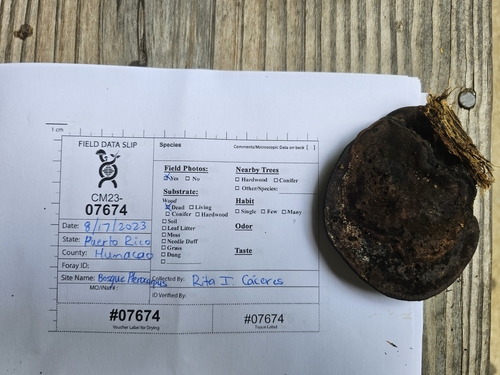 1 cm
FIELD DATA SLIP
CM23-
07674
Date: 8/17/2023
State: Puerto Rico
County: Humacao
Foray ID:
Site Name: Bosque Pterocarpus
MO/iNat#:
Species
Comments/Microscopic Data on back [ ]
Field Photos:
Yes No
Substrate:
Wood
Dead Living
Conifer Hardwood
Soil
Leaf Litter
Moss
Needle Duff
Grass
Dung
Nearby Trees
Hardwood Conifer
Other/Species:
Habit
Single Few Many
Odor
Taste
Collected By: Rita I. Cáceres
ID Verified By:
#07674
Voucher Label for Drying
#07674
Tissue Label